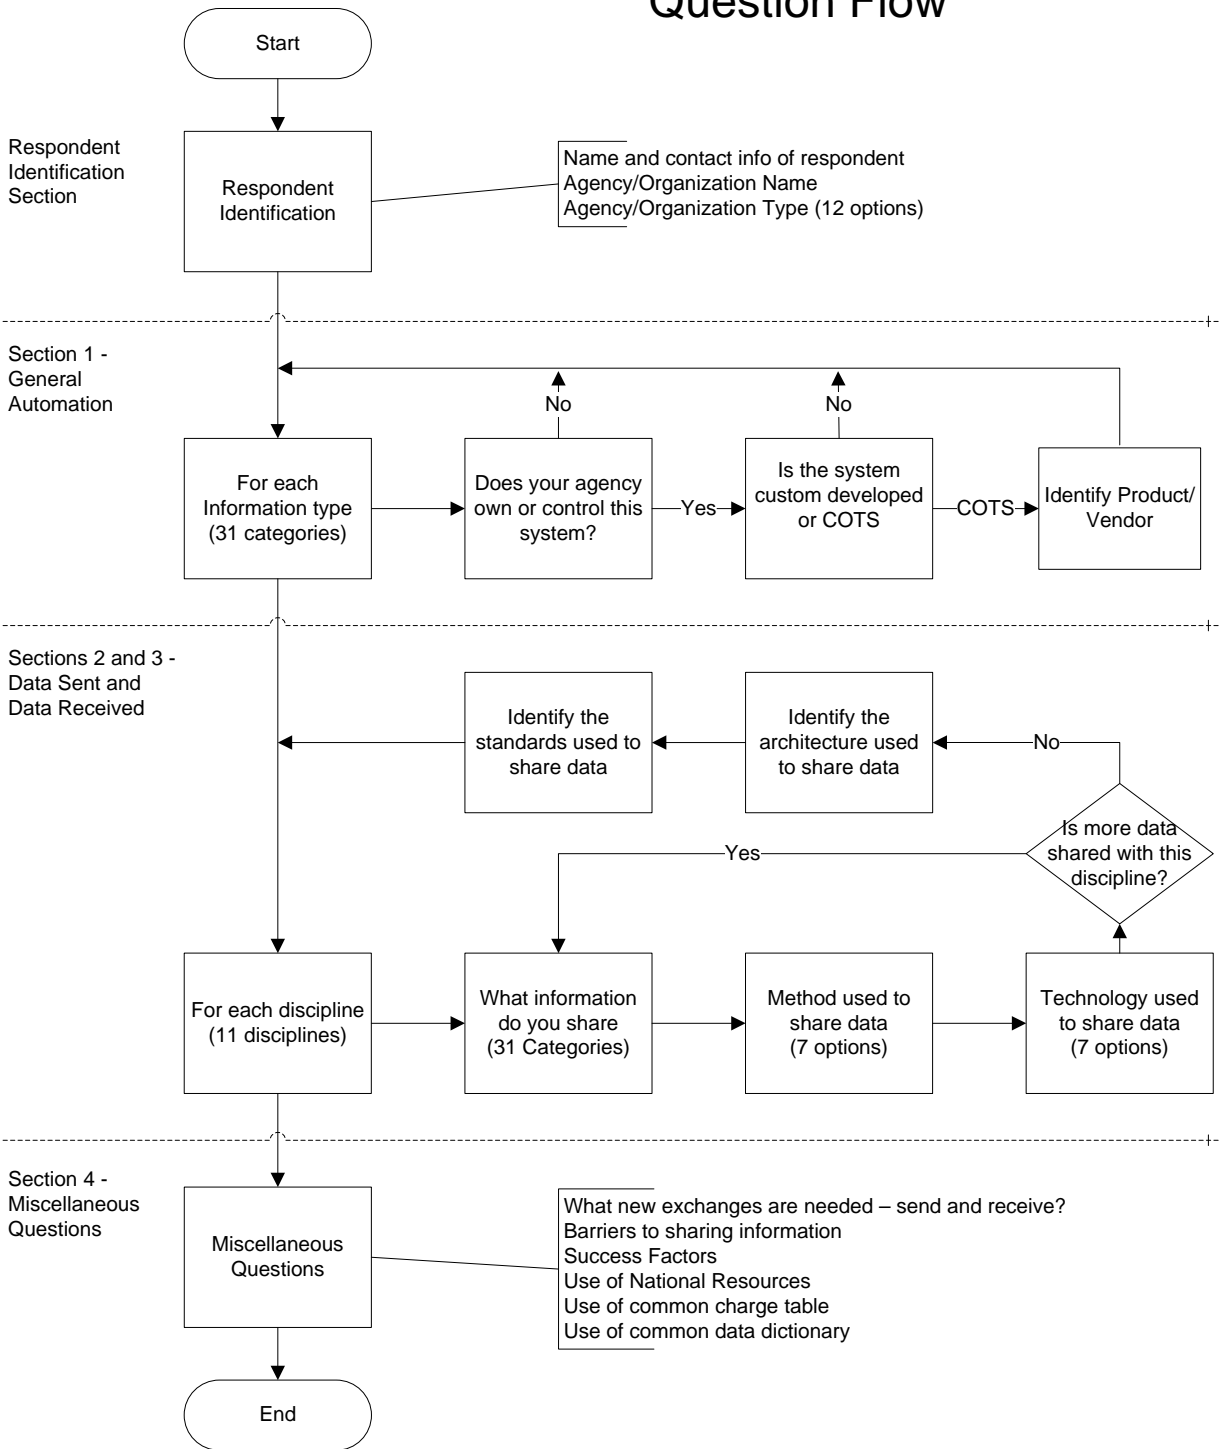 Question Flow
Start
Respondent
Identification
Section
Respondent
Identification
Name and contact info of respondent
Agency/Organization Name
Agency/Organization Type (12 options)
Section 1 -
General
Automation
No
No
For each
Information type
(31 categories)
Does your agency
own or control this
system?
Yes
Is the system
custom developed
or COTS
COTS
Identify Product/
Vendor
Sections 2 and 3 -
Data Sent and
Data Received
Identify the
standards used to
share data
Identify the
architecture used
to share data
No
Is more data
shared with this
discipline?
Yes
For each discipline
(11 disciplines)
What information
do you share
(31 Categories)
Method used to
share data
(7 options)
Technology used
to share data
(7 options)
Section 4 -
Miscellaneous
Questions
Miscellaneous
Questions
What new exchanges are needed – send and receive?
Barriers to sharing information
Success Factors
Use of National Resources
Use of common charge table
Use of common data dictionary
End